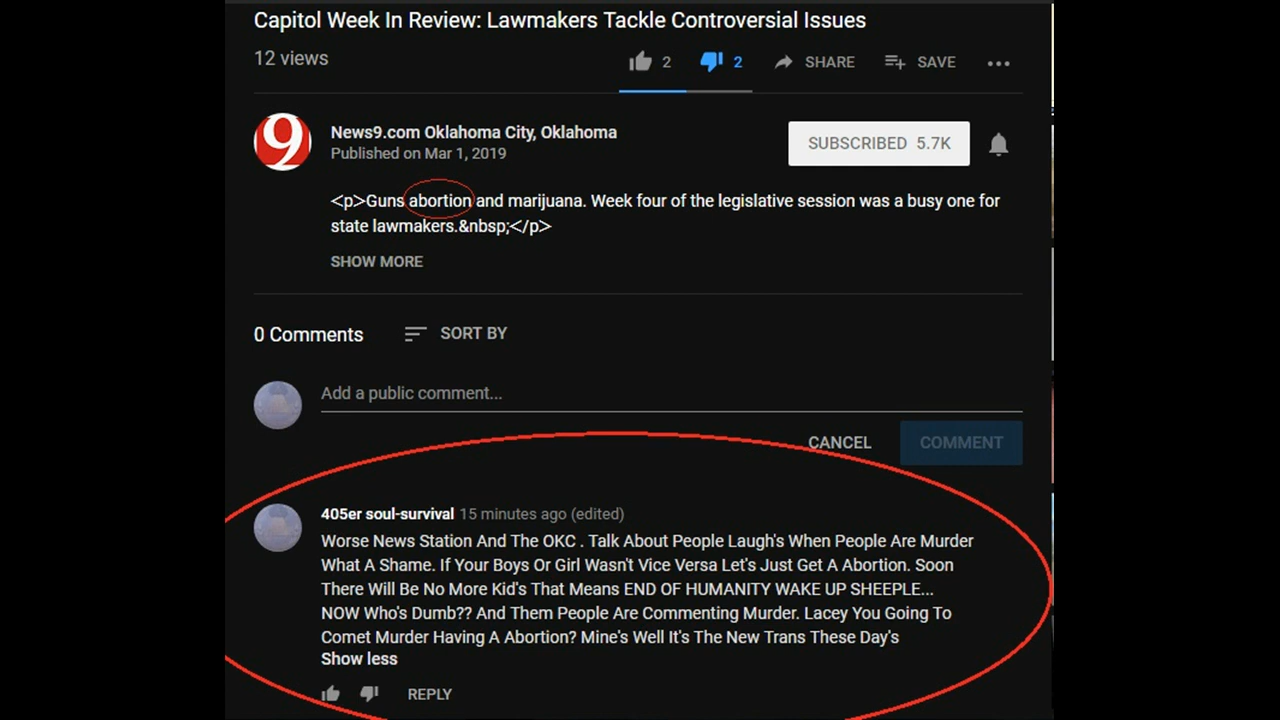 Capitol Week In Review: Lawmakers Tackle Controversial Issues
12 views
2
2
SHARE
SAVE
9
News9.com Oklahoma City, Oklahoma
Published on Mar 1, 2019
SUBSCRIBED 5.7K
<p>Guns abortion and marijuana. Week four of the legislative session was a busy one for
state lawmakers.&nbsp;</p>
SHOW MORE
0 Comments
SORT BY
Add a public comment...
CANCEL
COMMENT
405er soul-survival 15 minutes ago (edited)
Worse News Station And The OKC . Talk About People Laugh's When People Are Murder
What A Shame. If Your Boys Or Girl Wasn't Vice Versa Let's Just Get A Abortion. Soon
There Will Be No More Kid's That Means END OF HUMANITY WAKE UP SHEEPLE...
NOW Who's Dumb?? And Them People Are Commenting Murder. Lacey You Going To
Comet Murder Having A Abortion? Mine's Well It's The New Trans These Day's
Show less
REPLY